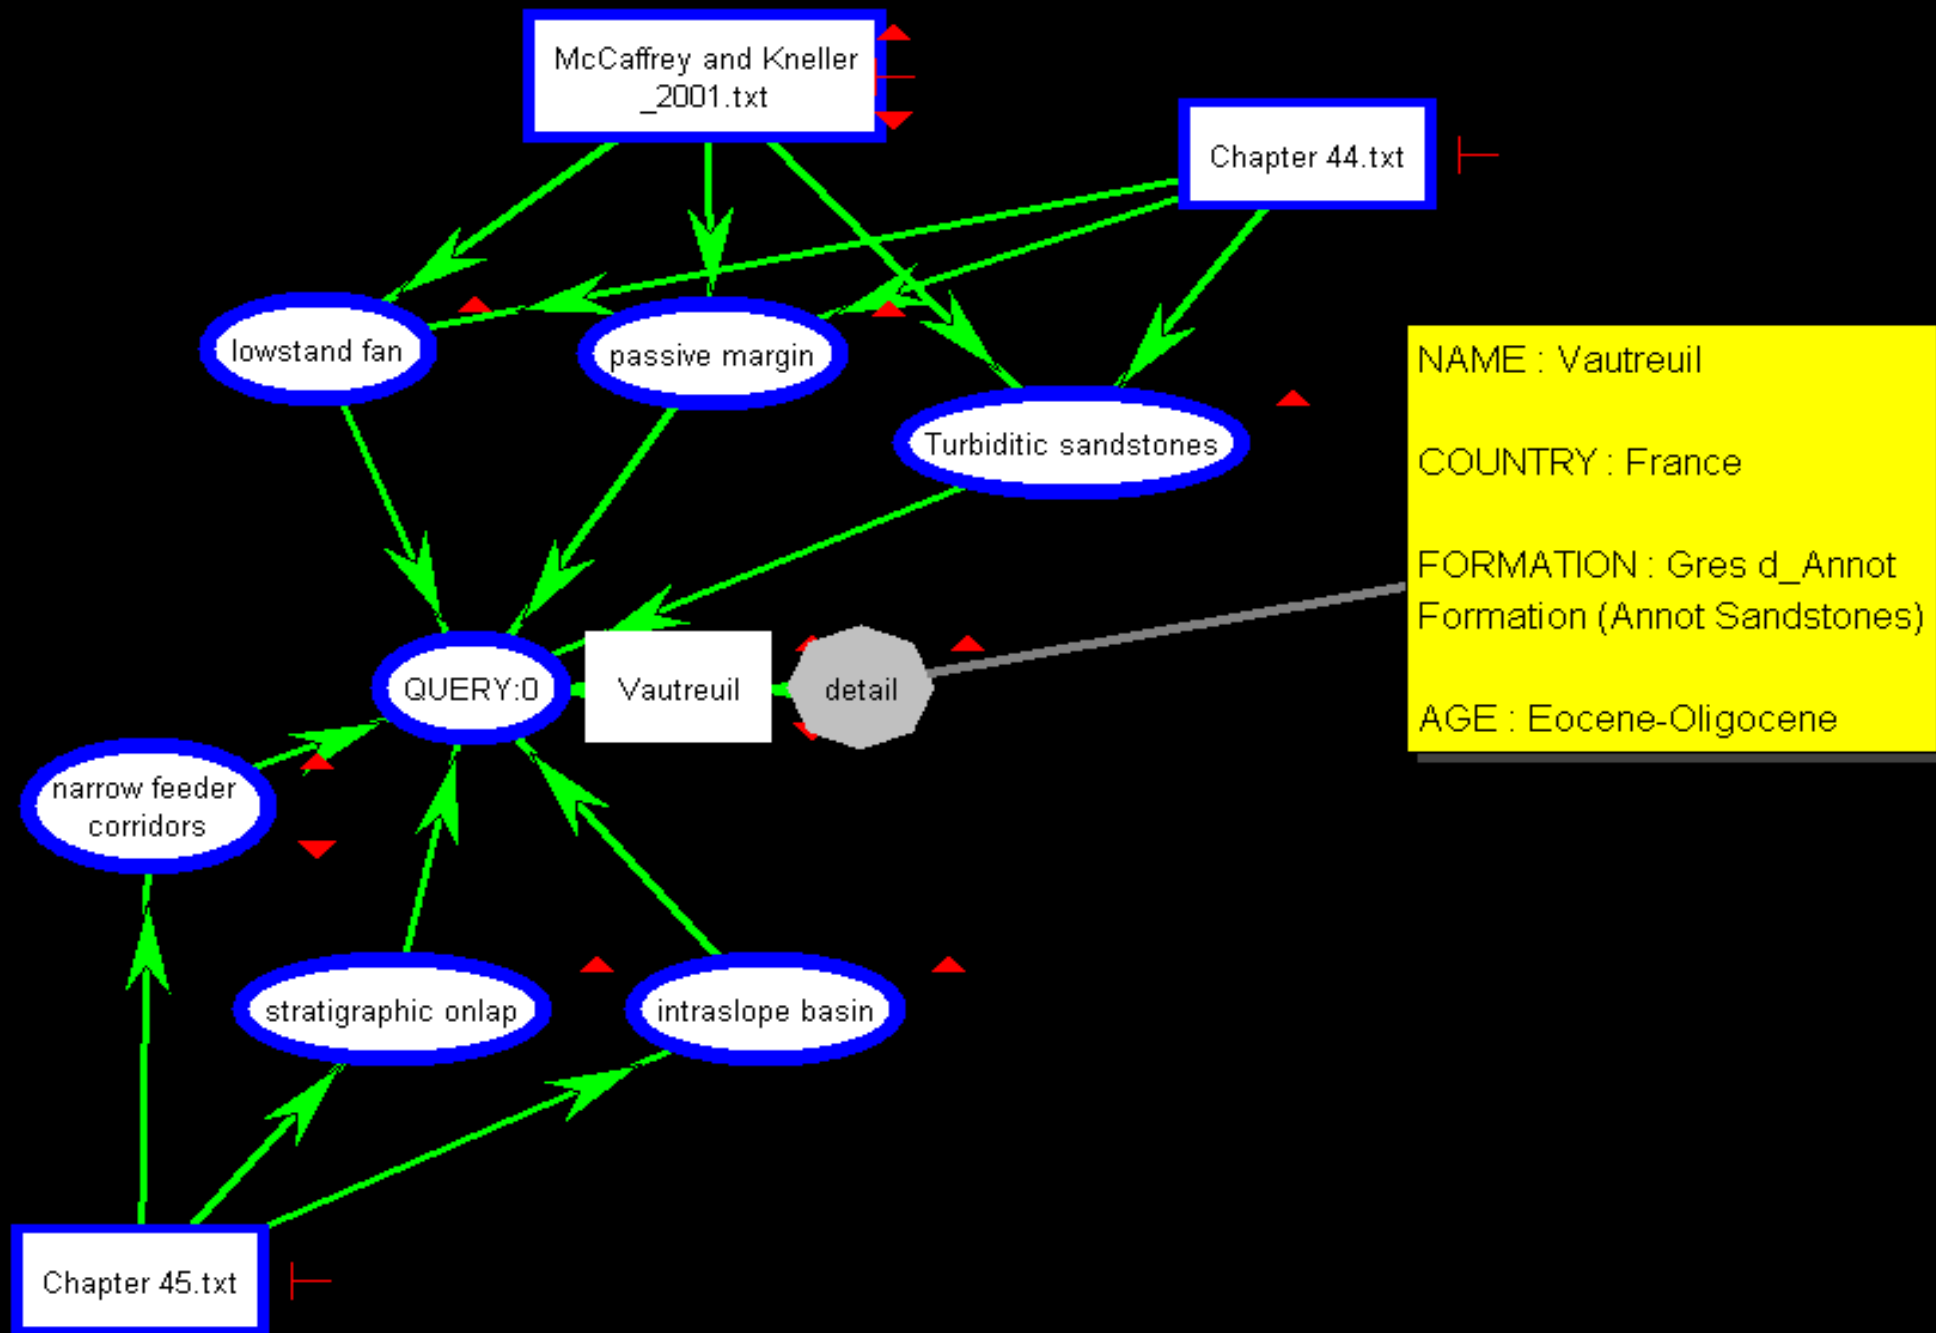 McCaffrey and Kneller
_2001.txt
Chapter 44.txt
lowstand fan
passive margin
Turbiditic sandstones
NAME : Vautreuil
COUNTRY : France
FORMATION : Gres d_Annot
Formation (Annot Sandstones)
AGE : Eocene-Oligocene
QUERY:0
Vautreuil
detail
narrow feeder
corridors
stratigraphic onlap
intraslope basin
Chapter 45.txt